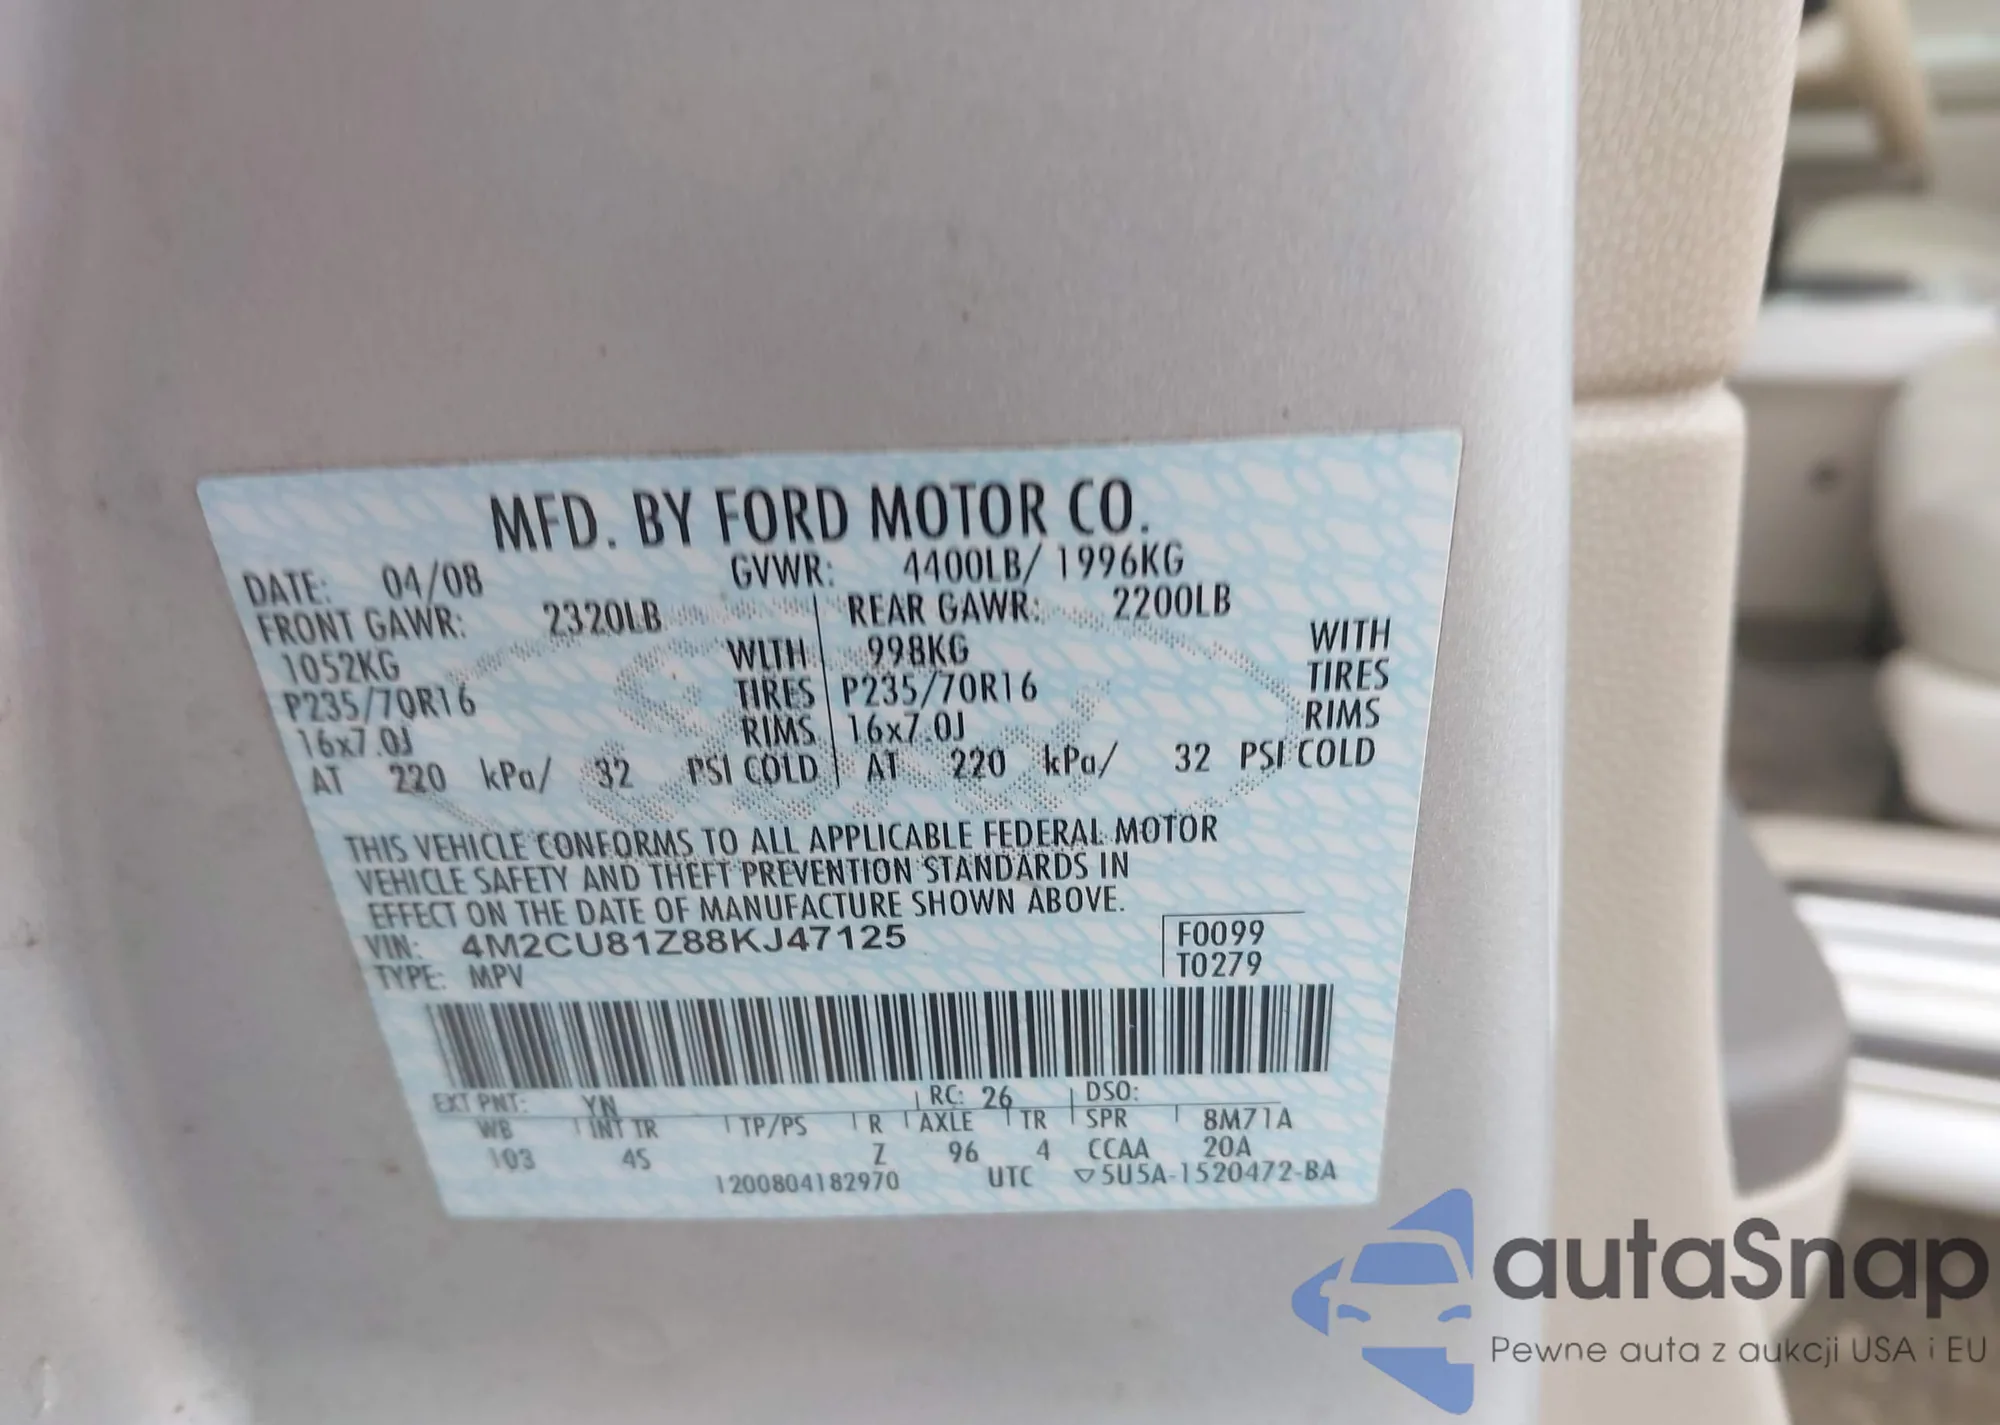 MFD. BY FORD MOTOR CO.
DATE: 04/08 GVWR: 4400LB/ 1996KG
FRONT GAWR: 2320LB REAR GAWR: 2200LB
1052KG WITH 998KG WITH
P235/70R16 TIRES P235/70R16 TIRES
16x7.0J RIMS 16x7.0J RIMS
AT 220 kPa/ 32 PSI COLD AT 220 kPa/ 32 PSI COLD
THIS VEHICLE CONFORMS TO ALL APPLICABLE FEDERAL MOTOR
VEHICLE SAFETY AND THEFT PREVENTION STANDARDS IN
EFFECT ON THE DATE OF MANUFACTURE SHOWN ABOVE.
VIN: 4M2CU81Z88KJ47125 F0099
TYPE: MPV T0279
EXT PNT: YN RC: 26 DSO:
WB INT TR TP/PS R AXLE TR SPR 8M71A
103 4S Z 96 4 CCAA 20A
1200804182970 UTC ▽5U5A-1520472-BA
autaSnap
Pewne auta z aukcji USA i EU